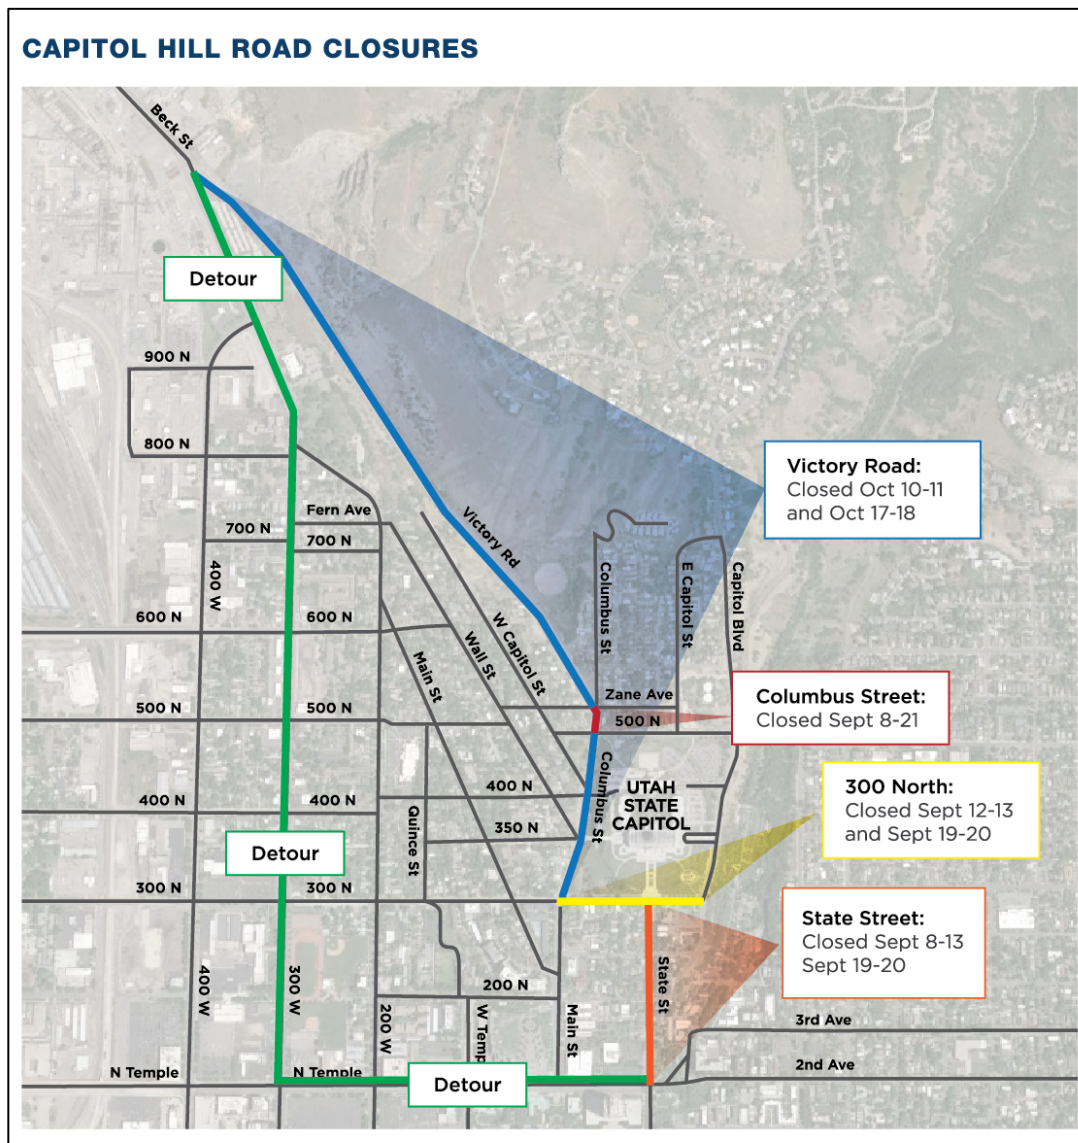 CAPITOL HILL ROAD CLOSURES
Beck St
Detour
900 N
800 N
Fern Ave
700 N
700 N
400 W
Victory Rd
Columbus St
E Capitol St
Capitol Blvd
Victory Road:
Closed Oct 10-11
and Oct 17-18
600 N
600 N
Main St
Wall St
W Capitol St
Zane Ave
500 N
500 N
500 N
Columbus Street:
Closed Sept 8-21
400 N
400 N
400 N
Quince St
350 N
Columbus St
UTAH
STATE
CAPITOL
300 North:
Closed Sept 12-13
and Sept 19-20
Detour
300 N
300 N
State Street:
Closed Sept 8-13
Sept 19-20
400 W
300 W
200 W
200 N
W Temp
Main St
State St
3rd Ave
2nd Ave
N Temple
N Temple
Detour